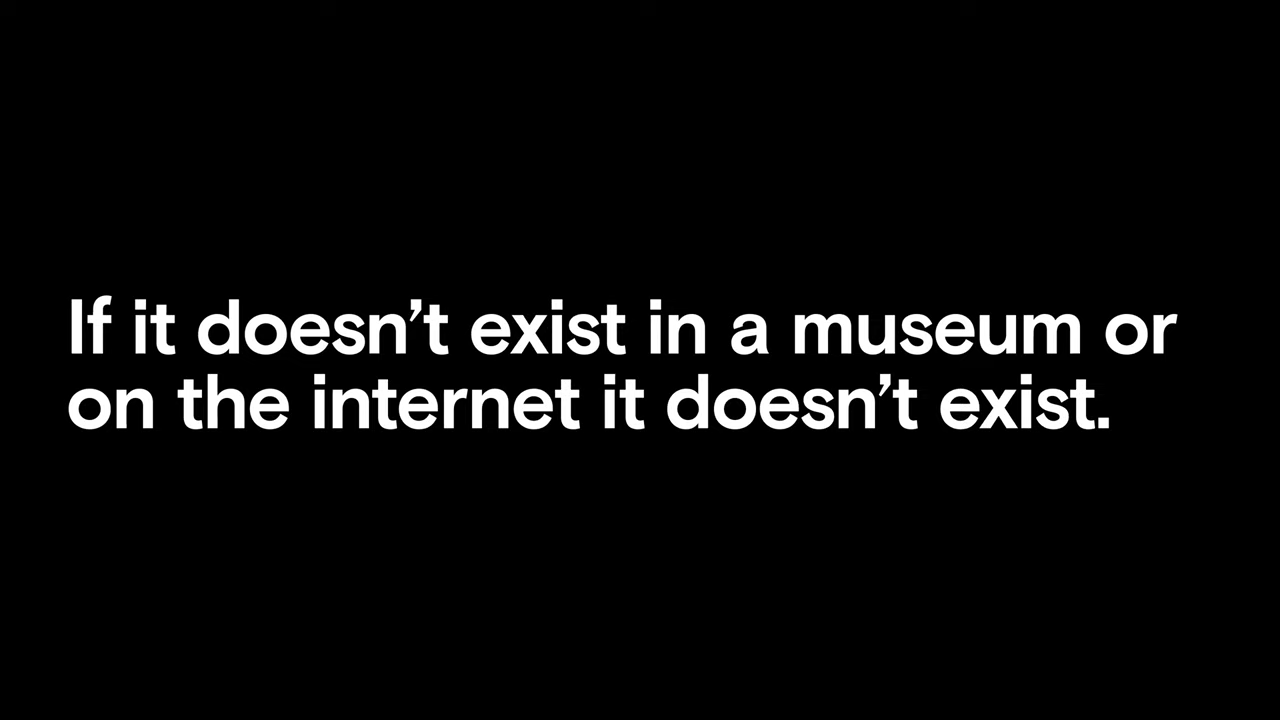 If it doesn’t exist in a museum or
on the internet it doesn’t exist.